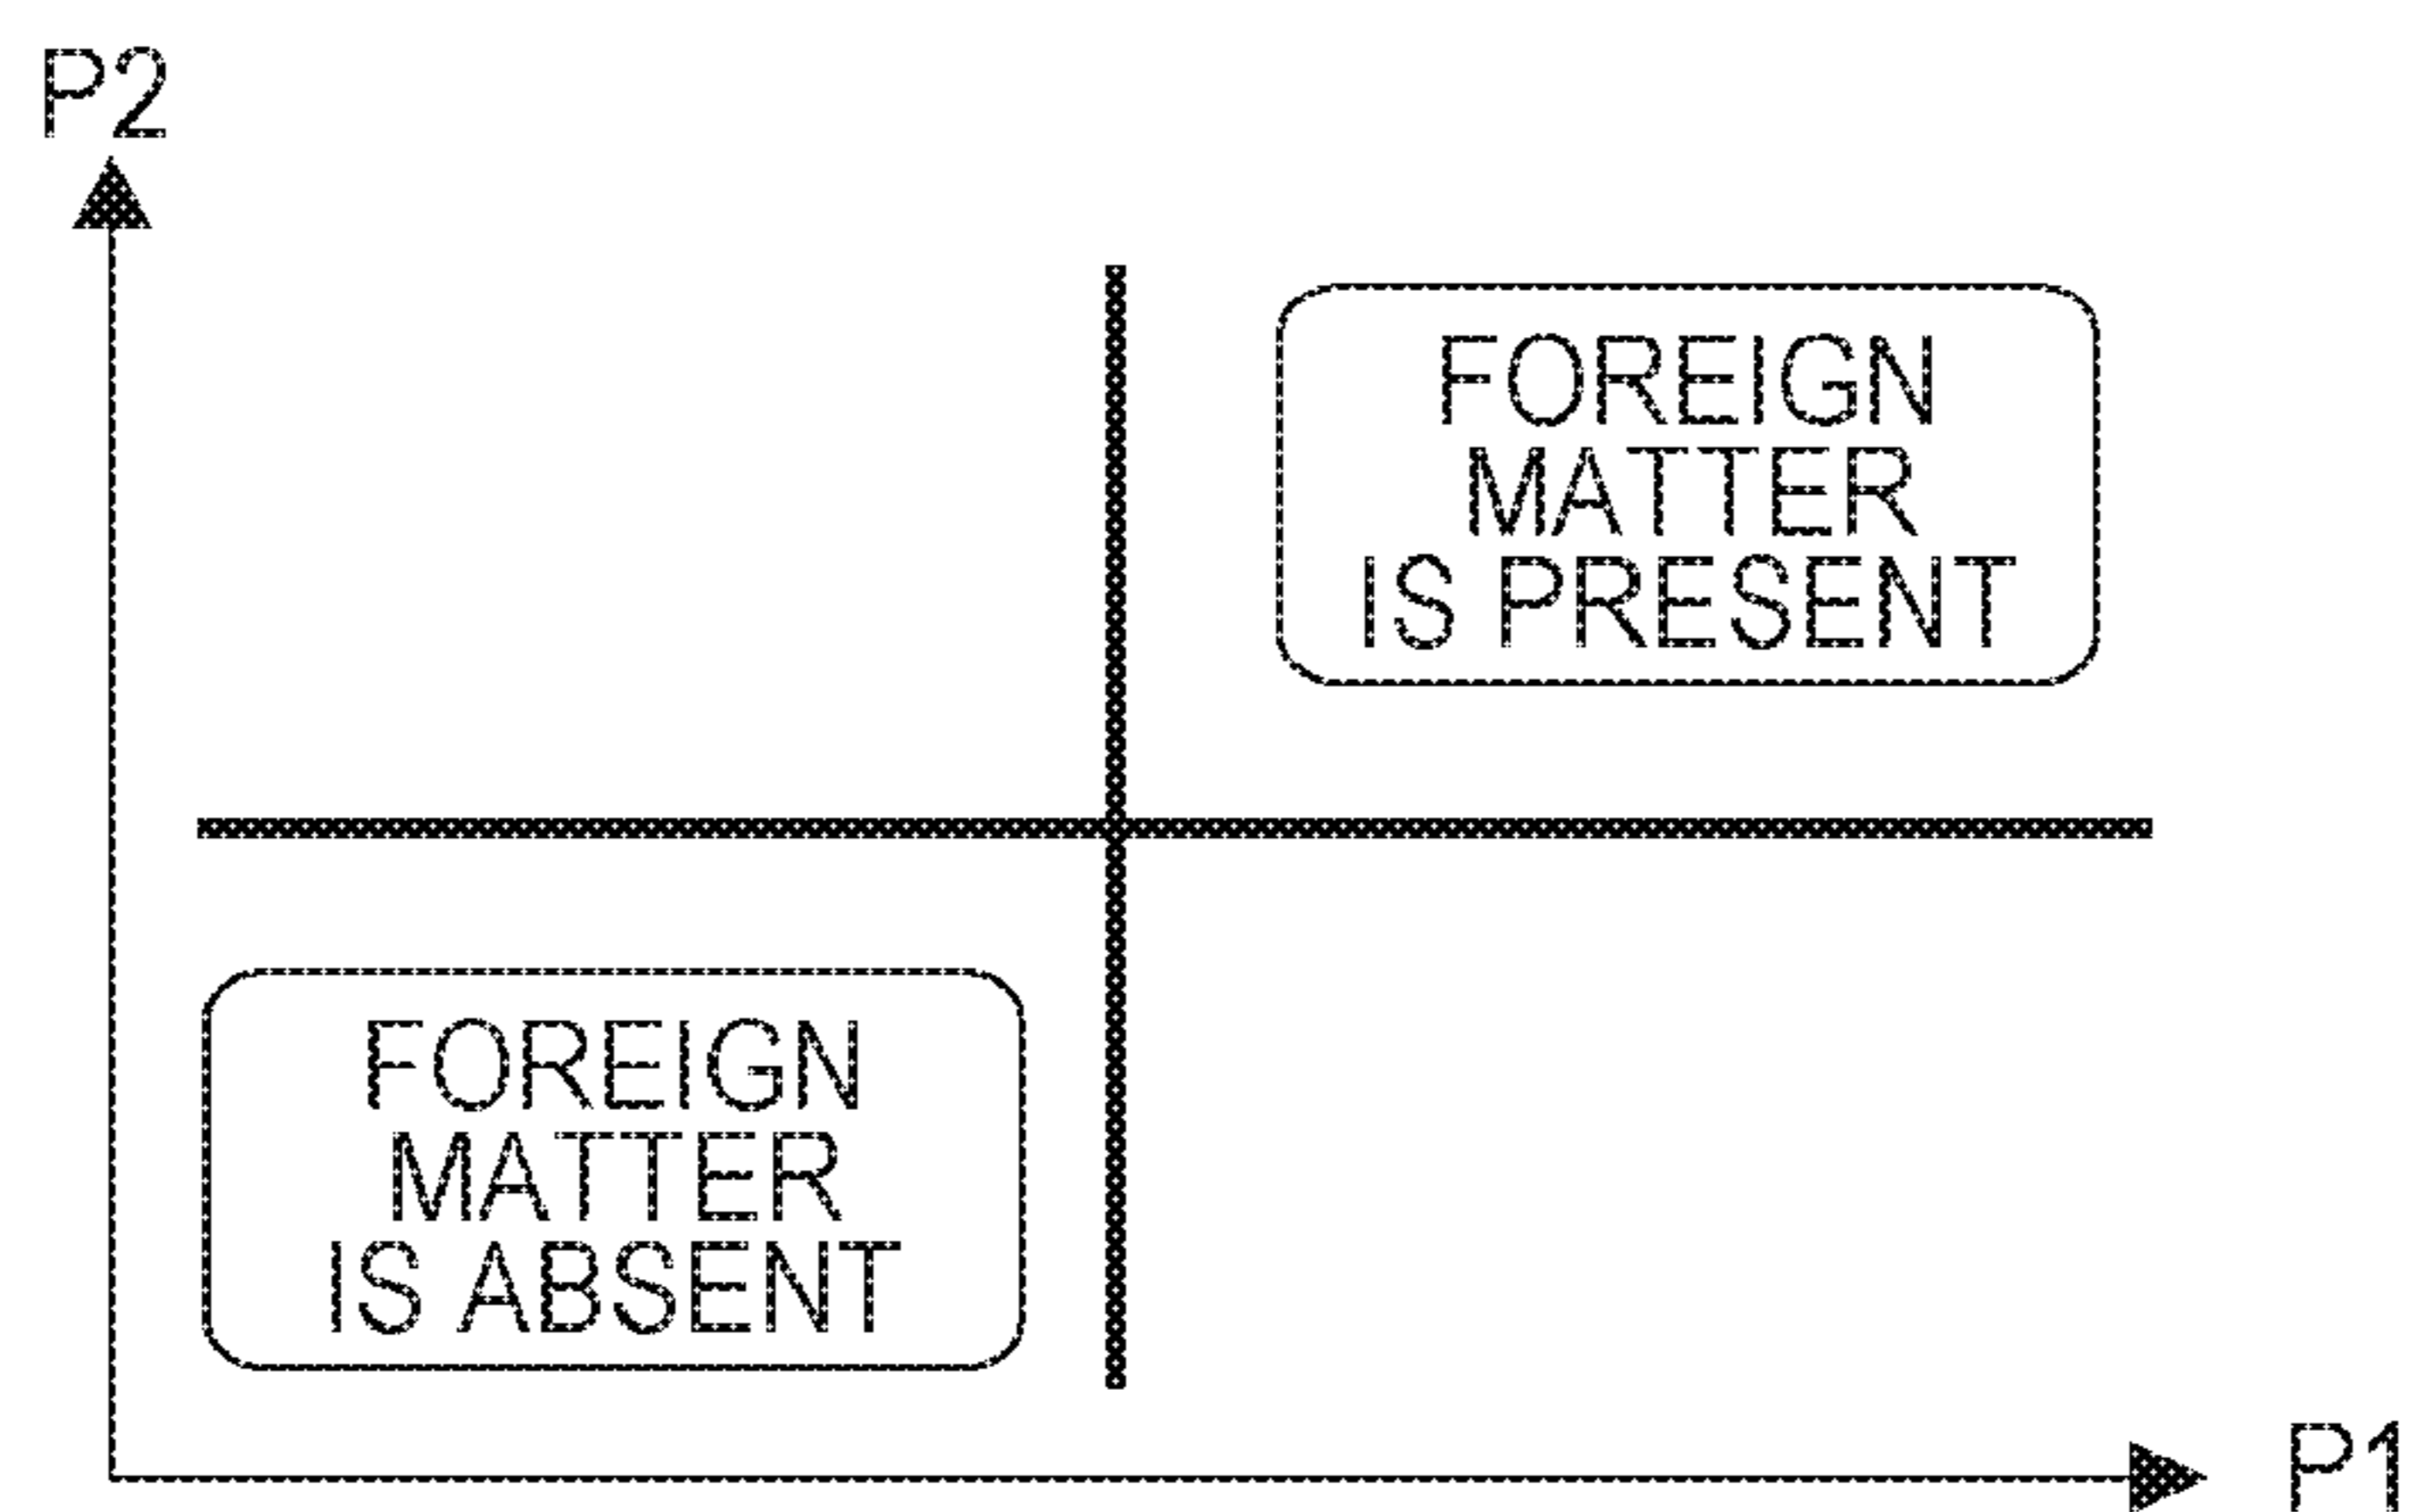 P2
FOREIGN
MATTER
IS PRESENT
FOREIGN
MATTER
IS ABSENT
P1